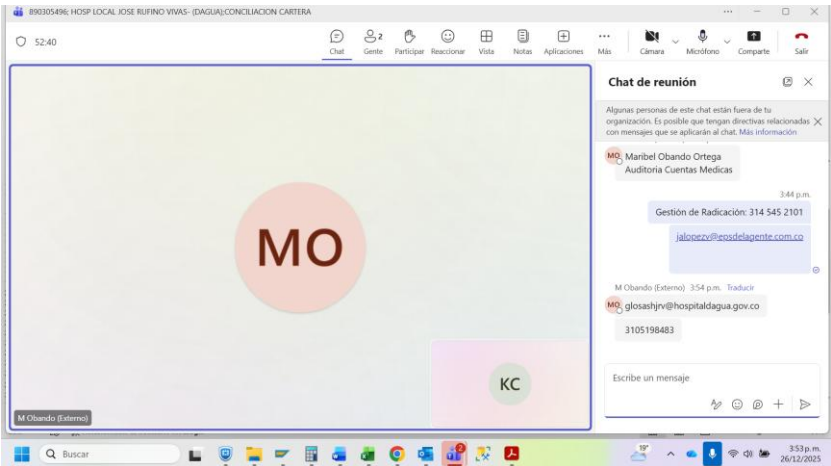 890305496; HOSP LOCAL JOSE RUFINO VIVAS- (DAGUA);CONCILIACION CARTERA
52:40
Chat
2
Gente
Participar
Reaccionar
Vista
Notas
Aplicaciones
Más
Cámara
Micrófono
Comparte
Salir
Chat de reunión
Algunas personas de este chat están fuera de tu
organización. Es posible que tengan directivas relacionadas
con mensajes que se aplicarán al chat. Más información
MO
Maribel Obando Ortega
Auditoria Cuentas Medicas
3:44 p.m.
Gestión de Radicación: 314 545 2101
jalopezv@epsdelagente.com.co
M Obando (Externo) 3:54 p.m. Traducir
MO
glosashjrv@hospitaldagua.gov.co
3105198483
Escribe un mensaje
MO
KC
M Obando (Externo)
Buscar
19°
3:53 p.m.
26/12/2025